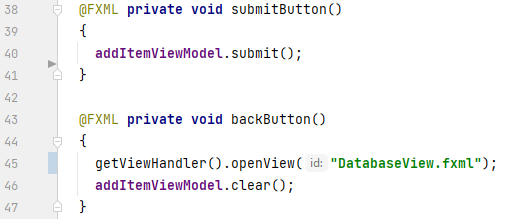 38 @FXML private void submitButton()
39 {
40 addItemViewModel.submit();
41 }
42
43 @FXML private void backButton()
44 {
45 getViewHandler().openView( id: "DatabaseView.fxml");
46 addItemViewModel.clear();
47 }